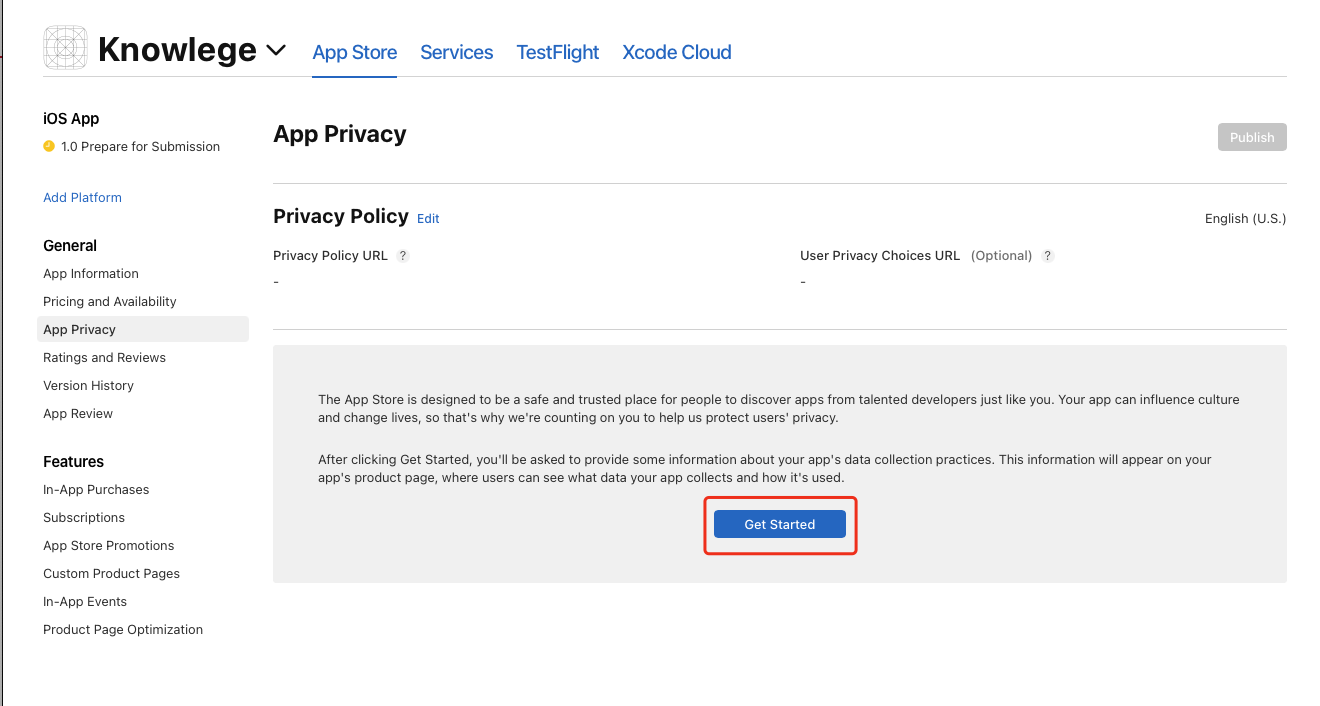 Knowlege
App Store
Services
TestFlight
Xcode Cloud
iOS App
1.0 Prepare for Submission
Add Platform
General
App Information
Pricing and Availability
App Privacy
Ratings and Reviews
Version History
App Review
Features
In-App Purchases
Subscriptions
App Store Promotions
Custom Product Pages
In-App Events
Product Page Optimization
App Privacy
Publish
Privacy Policy Edit
English (U.S.)
Privacy Policy URL ?
-
User Privacy Choices URL (Optional) ?
-
The App Store is designed to be a safe and trusted place for people to discover apps from talented developers just like you. Your app can influence culture
and change lives, so that's why we're counting on you to help us protect users' privacy.
After clicking Get Started, you'll be asked to provide some information about your app's data collection practices. This information will appear on your
app's product page, where users can see what data your app collects and how it's used.
Get Started